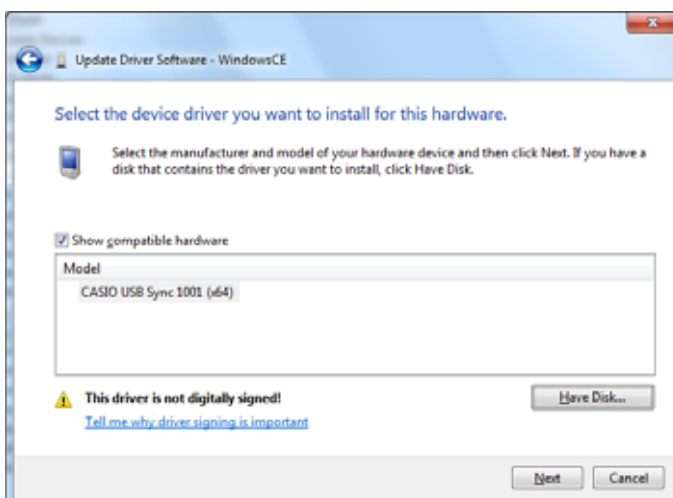 Update Driver Software - WindowsCE
Select the device driver you want to install for this hardware.
Select the manufacturer and model of your hardware device and then click Next. If you have a
disk that contains the driver you want to install, click Have Disk.
Show compatible hardware
Model
CASIO USB Sync 1001 (x64)
This driver is not digitally signed!
Have Disk...
Tell me why driver signing is important
Next
Cancel